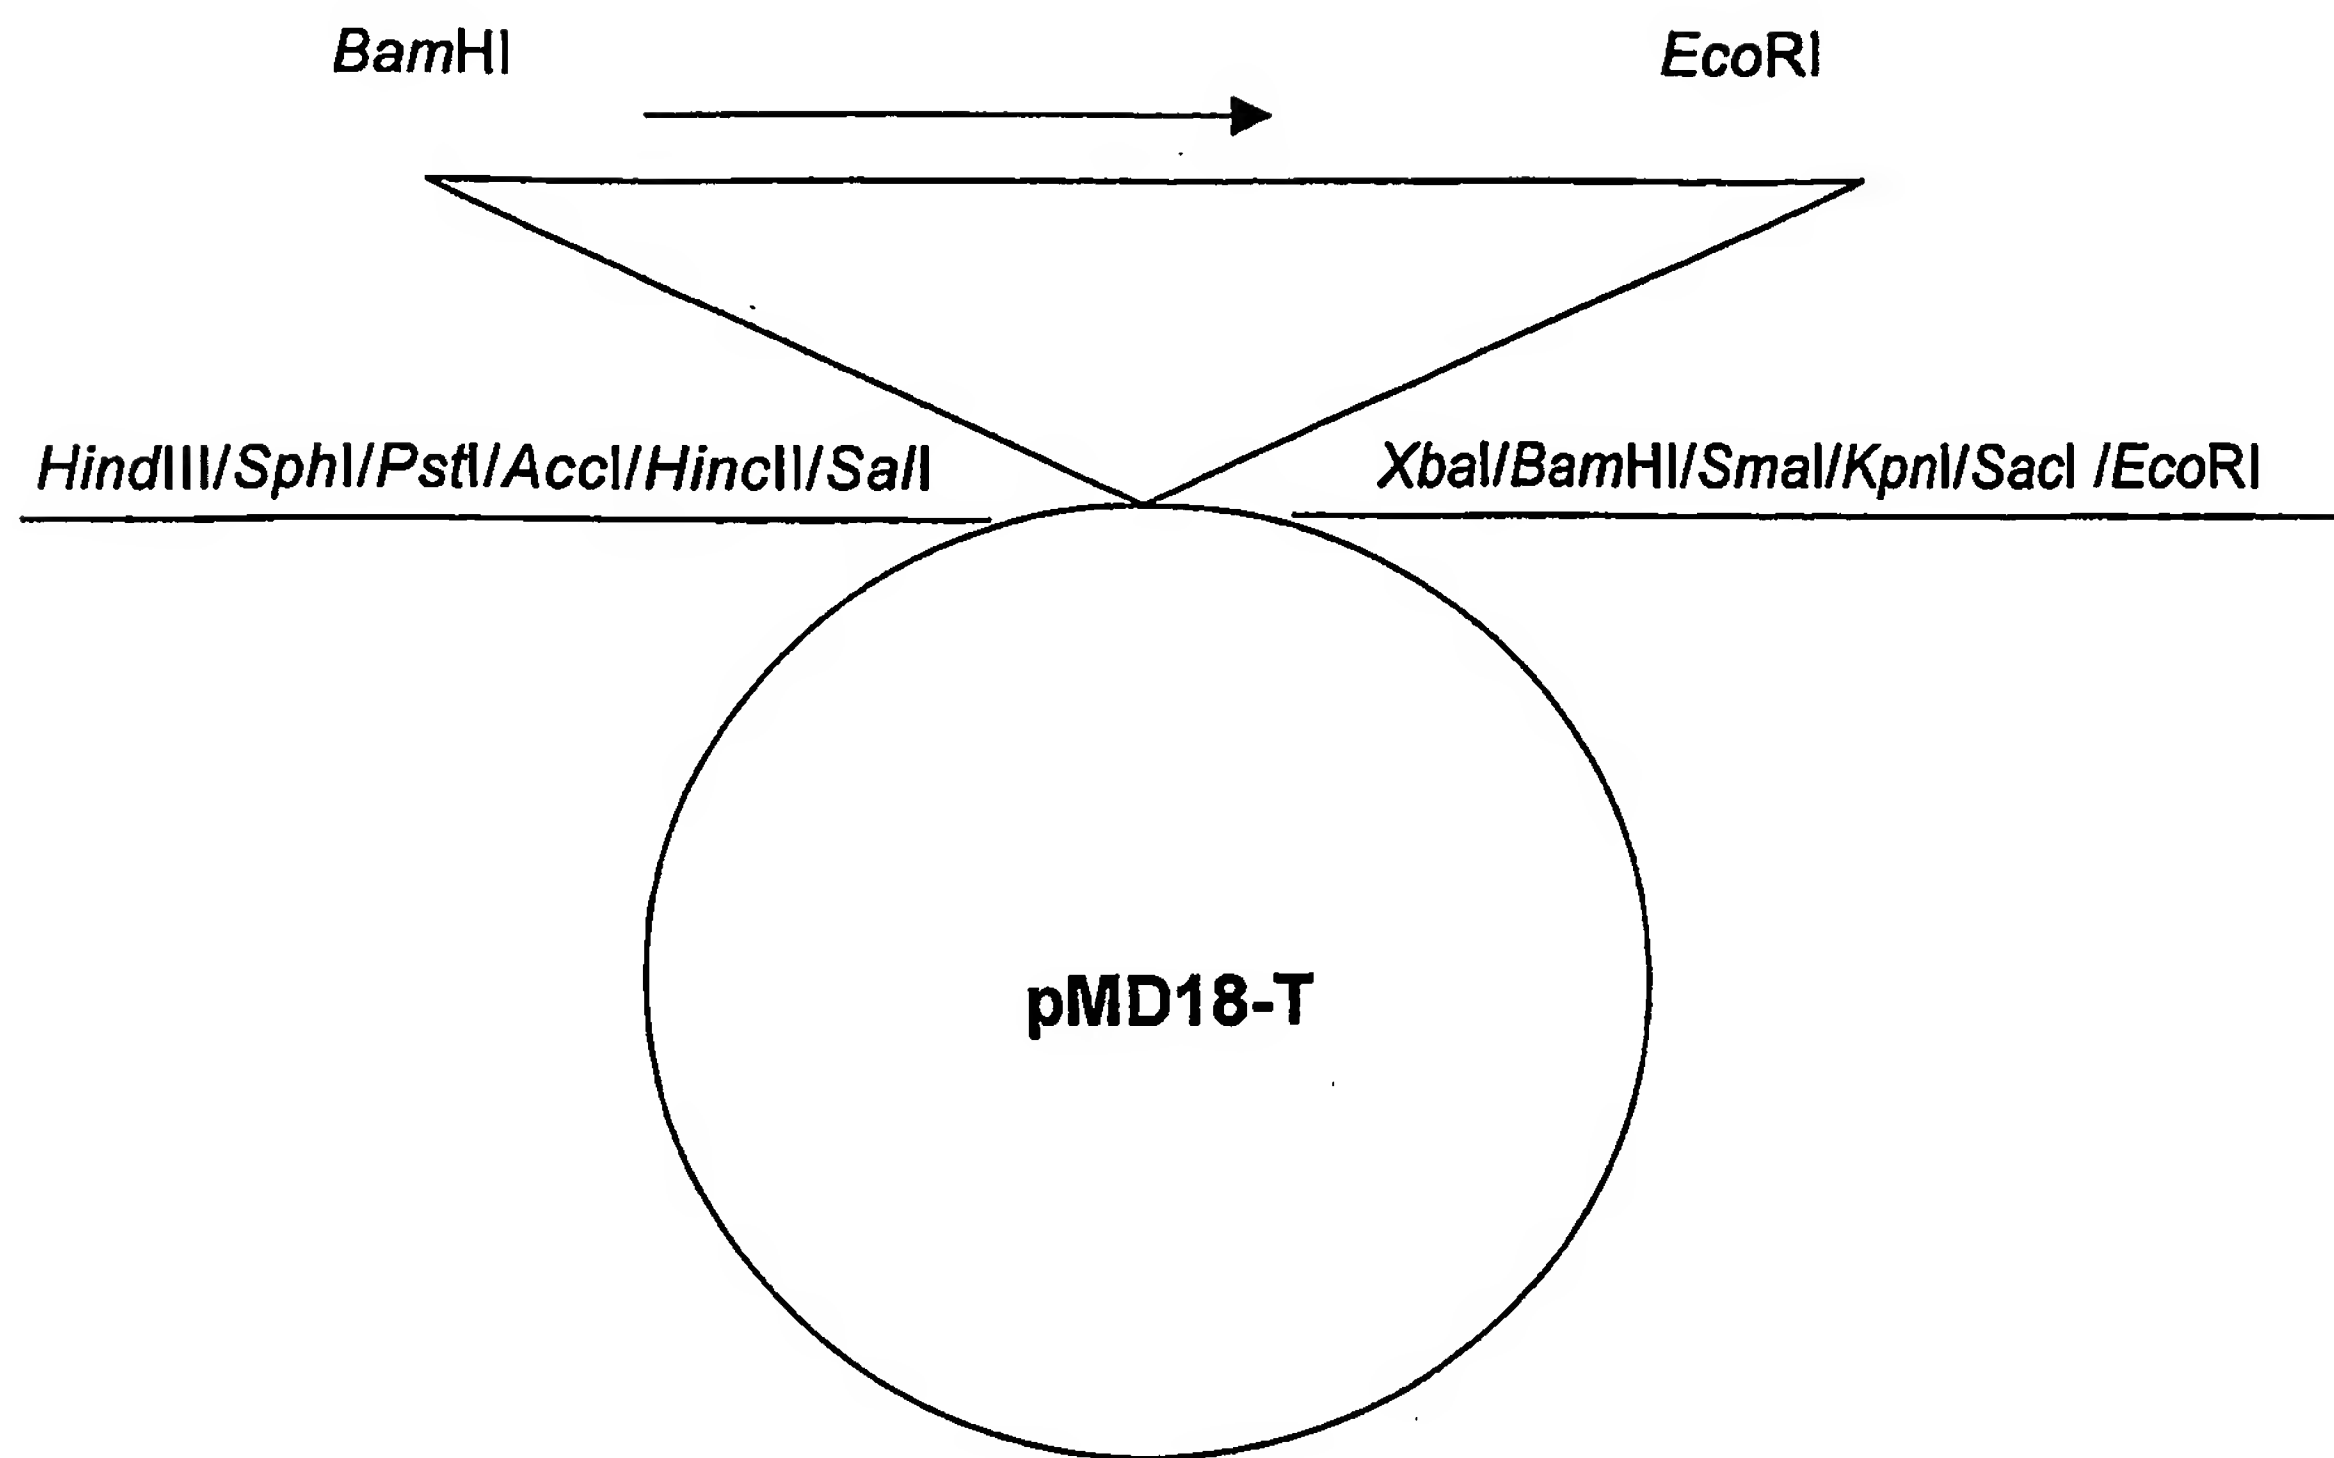 BamHI
EcoRI
HindIII/SphI/PstI/AccI/HincII/SalI
XbaI/BamHI/SmaI/KpnI/SacI /EcoRI
pMD18-T